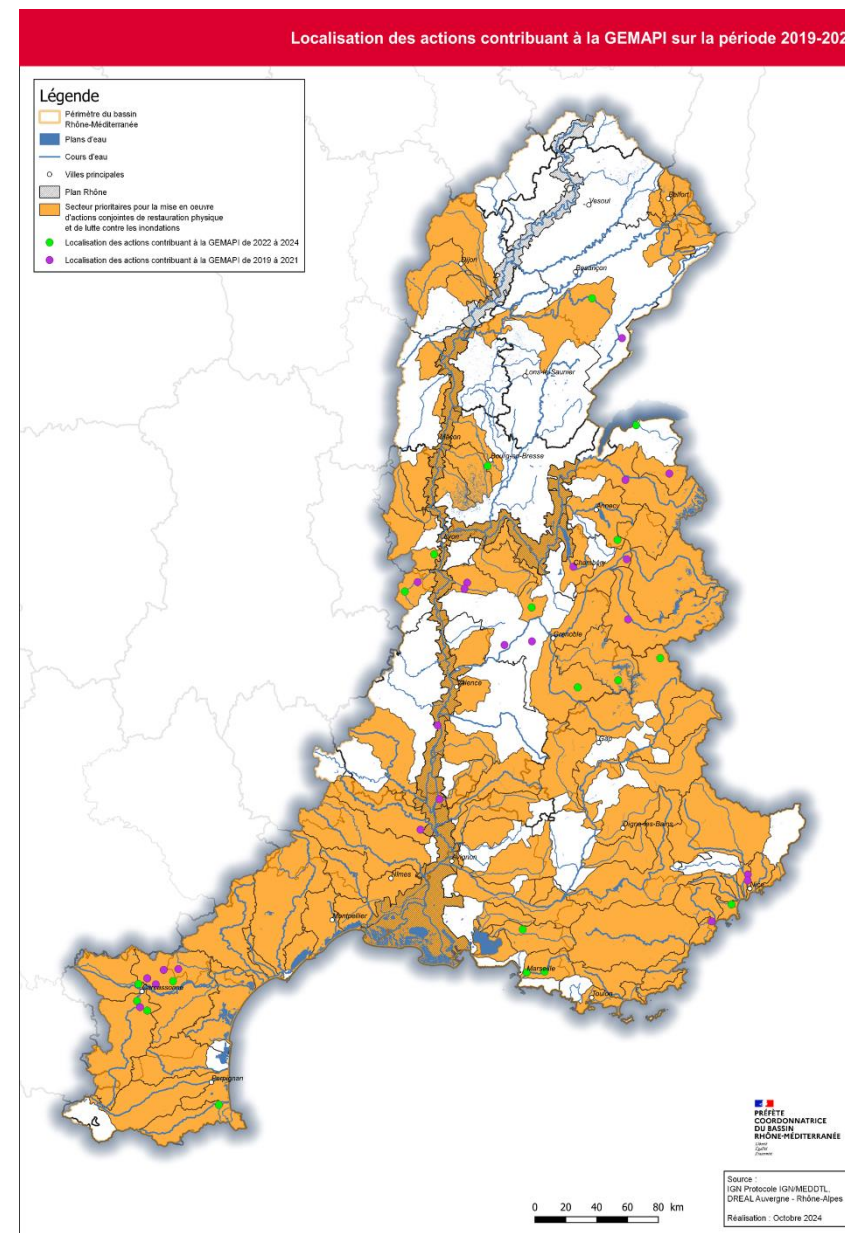 Localisation des actions contribuant à la GEMAPI sur la période 2019-202
Légende
Périmètre du bassin
Rhône-Méditerranée
Plans d'eau
Cours d'eau
Villes principales
Plan Rhône
Secteur prioritaires pour la mise en oeuvre
d'actions conjointes de restauration physique
et de lutte contre les inondations
Localisation des actions contribuant à la GEMAPI de 2022 à 2024
Localisation des actions contribuant à la GEMAPI de 2019 à 2021
Vesoul
Belfort
Dijon
Besançon
Lons-le-Saunier
Mâcon
Bourg-en-Bresse
Annecy
Lyon
Chambéry
Grenoble
Valence
Gap
Digne-les-Bains
Avignon
Nîmes
Nice
Montpellier
Marseille
Carcassonne
Toulon
Perpignan
PRÉFÈTE
COORDONNATRICE
DU BASSIN
RHÔNE-MÉDITERRANÉE
Liberté
Égalité
Fraternité
Source :
IGN Protocole IGN/MEDDTL,
DREAL Auvergne - Rhône-Alpes
Réalisation : Octobre 2024
0 20 40 60 80 km